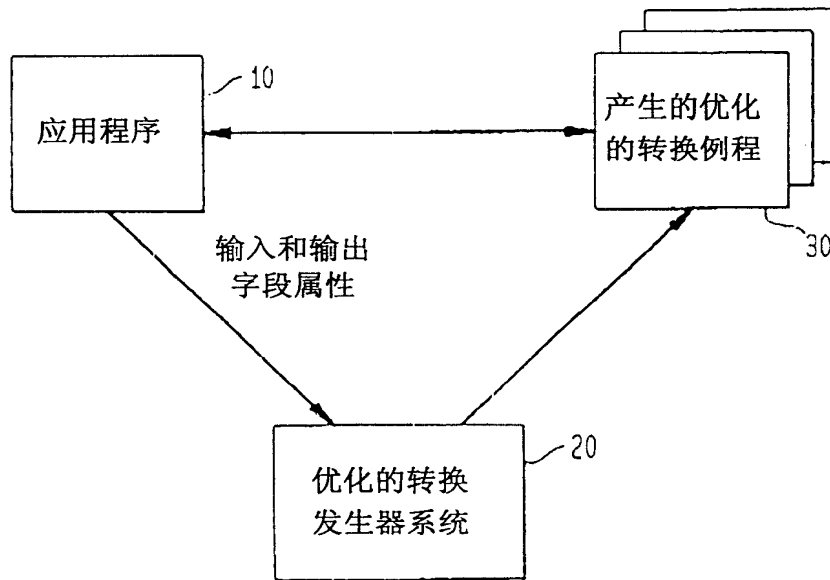 10
应用程序
产生的优化
的转换例程
30
输入和输出
字段属性
20
优化的转换
发生器系统